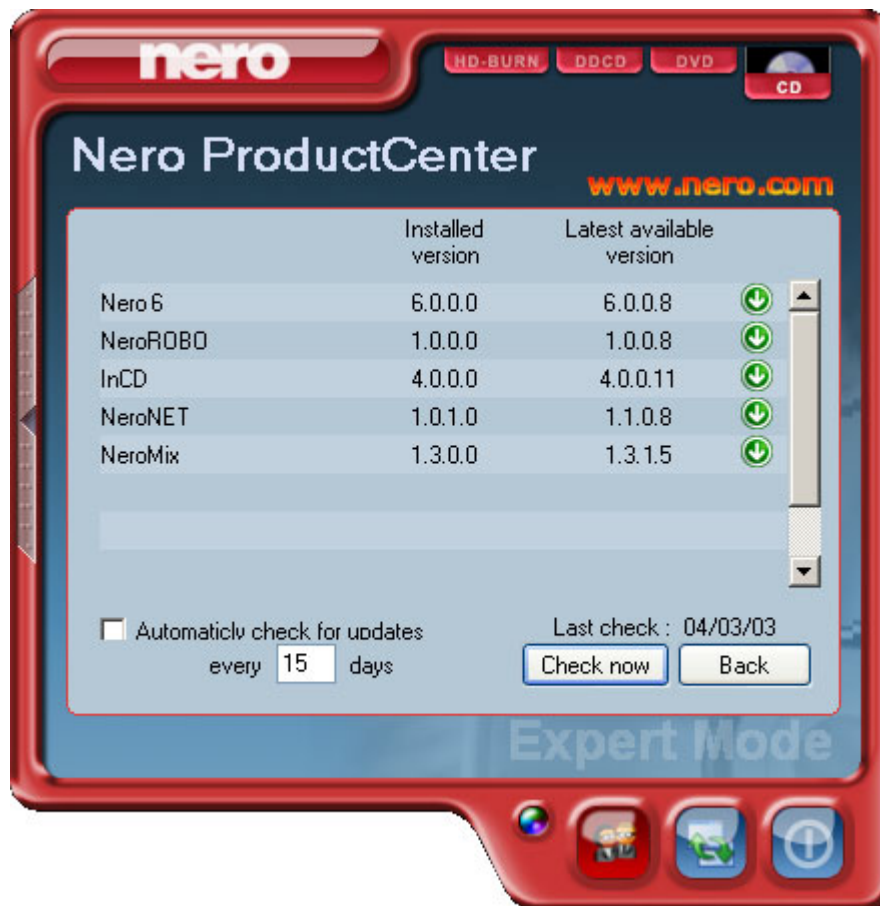 nero
HD-BURN DDCD DVD
CD
Nero ProductCenter
www.nero.com
Installed version Latest available version
Nero 6 6.0.0.0 6.0.0.8
NeroROBO 1.0.0.0 1.0.0.8
InCD 4.0.0.0 4.0.0.11
NeroNET 1.0.1.0 1.1.0.8
NeroMix 1.3.0.0 1.3.1.5
Automaticly check for updates
every 15 days
Last check : 04/03/03
Check now Back
Expert Mode